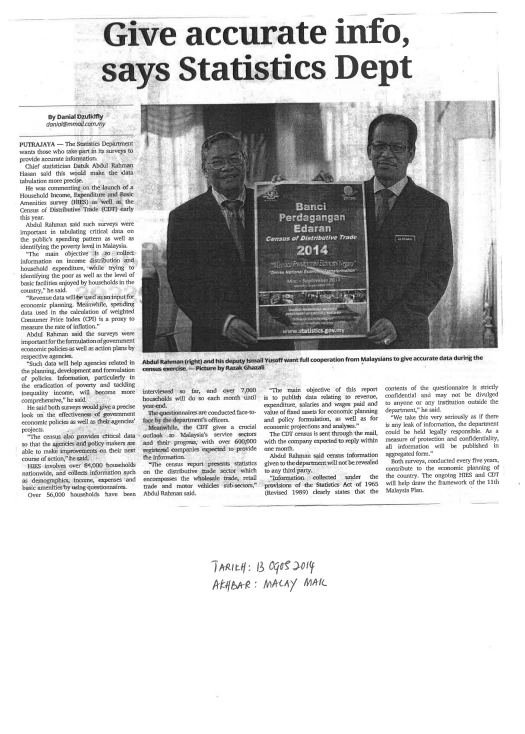 Give accurate info,
says Statistics Dept
By Danial Dzulkifly
danial@mmail.com.my
PUTRAJAYA — The Statistics Department
wants those who take part in its surveys to
provide accurate information.
Chief statistician Datuk Abdul Rahman
Hasan said this would make the data
tabulation more precise.
He was commenting on the launch of a
Household Income, Expenditure and Basic
Amenities survey (HIES) as well as the
Census of Distributive Trade (CDT) early
this year.
Abdul Rahman said such surveys were
important in tabulating critical data on
the public's spending pattern as well as
identifying the poverty level in Malaysia.
"The main objective is to collect
information on income distribution and
household expenditure, while trying to
identifying the poor as well as the level of
basic facilities enjoyed by households in the
country," he said.
"Revenue data will be used as an input for
economic planning. Meanwhile, spending
data used in the calculation of weighted
Consumer Price Index (CPI) is a proxy to
measure the rate of inflation."
Abdul Rahman said the surveys were
important for the formulation of government
economic policies as well as action plans by
respective agencies.
"Such data will help agencies related in
the planning, development and formulation
of policies. Information, particularly in
the eradication of poverty and tackling
inequality income, will become more
comprehensive," he said.
He said both surveys would give a precise
look on the effectiveness of government
economic policies as well as their agencies'
projects.
"The census also provides critical data
so that the agencies and policy makers are
able to make improvements on their next
course of action," he said.
HIES involves over 84,000 households
nationwide, and collects information such
as demographics, income, expenses and
basic amenities by using questionnaires.
Over 56,000 households have been
Banci
Perdagangan
Edaran
Census of Distributive Trade
2014
Mac - September 2014
www.statistics.gov.my
Abdul Rahman (right) and his deputy Ismail Yusoff want full cooperation from Malaysians to give accurate data during the
census exercise. — Picture by Razak Ghazali
interviewed so far, and over 7,000
households will do so each month until
year-end.
The questionnaires are conducted face-to-
face by the department's officers.
Meanwhile, the CDT gives a crucial
outlook to Malaysia's service sectors
and their progress, with over 600,000
registered companies expected to provide
the information.
"The census report presents statistics
on the distributive trade sector which
encompasses the wholesale trade, retail
trade and motor vehicles sub-sectors,"
Abdul Rahman said.
"The main objective of this report
is to publish data relating to revenue,
expenditure, salaries and wages paid and
value of fixed assets for economic planning
and policy formulation, as well as for
economic projections and analyses."
The CDT census is sent through the mail,
with the company expected to reply within
one month.
Abdul Rahman said census information
given to the department will not be revealed
to any third party.
"Information collected under the
provisions of the Statistics Act of 1965
(Revised 1989) clearly states that the
contents of the questionnaire is strictly
confidential and may not be divulged
to anyone or any institution outside the
department," he said.
"We take this very seriously as if there
is any leak of information, the department
could be held legally responsible. As a
measure of protection and confidentiality,
all information will be published in
aggregated form."
Both surveys, conducted every five years,
contribute to the economic planning of
the country. The ongoing HIES and CDT
will help draw the framework of the 11th
Malaysia Plan.
TARIKH: 13 OGOS 2014
AKHBAR: MALAY MAIL